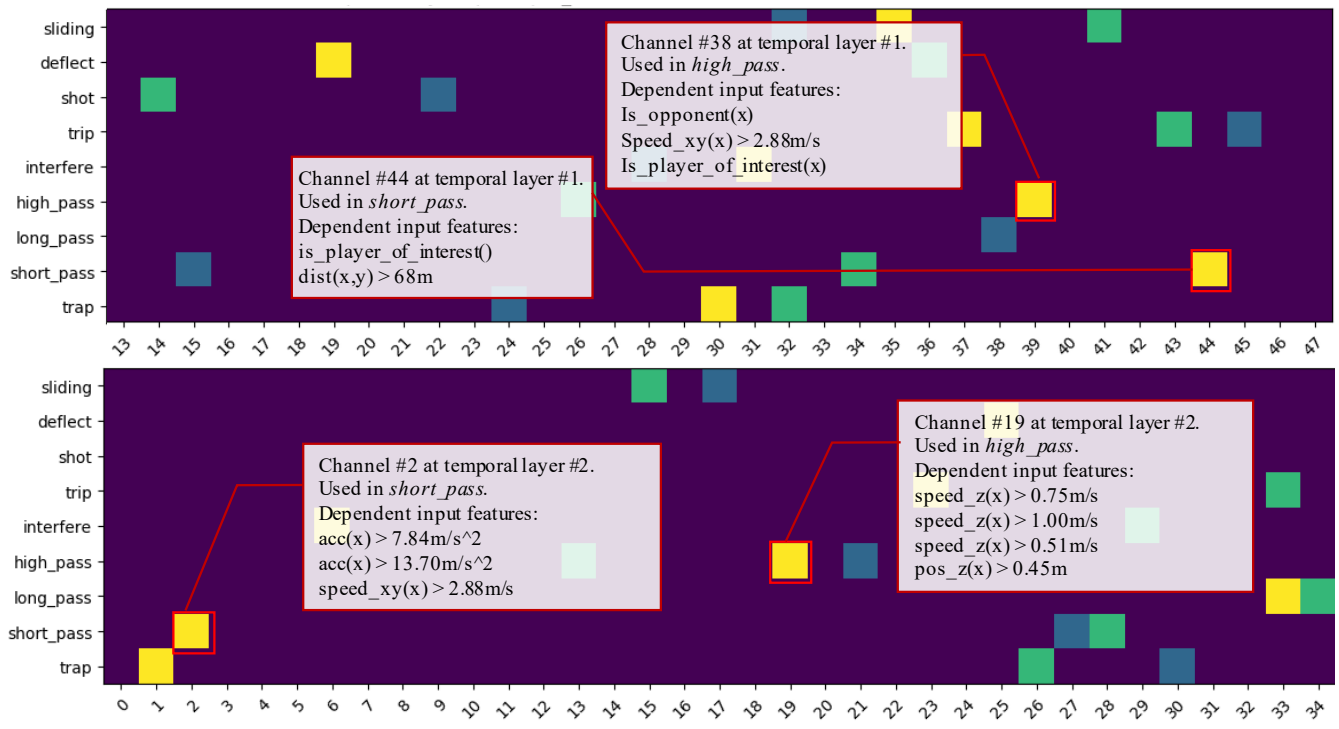 sliding
deflect
shot
trip
interfere
high_pass
long_pass
short_pass
trap
Channel #38 at temporal layer #1.
Used in high_pass.
Dependent input features:
Is_opponent(x)
Speed_xy(x) > 2.88m/s
Is_player_of_interest(x)
Channel #44 at temporal layer #1.
Used in short_pass.
Dependent input features:
is_player_of_interest()
dist(x,y) > 68m
13 14 15 16 17 18 19 20 21 22 23 24 25 26 27 28 29 30 31 32 33 34 35 36 37 38 39 40 41 42 43 44 45 46 47
sliding
deflect
shot
trip
interfere
high_pass
long_pass
short_pass
trap
Channel #2 at temporal layer #2.
Used in short_pass.
Dependent input features:
acc(x) > 7.84m/s^2
acc(x) > 13.70m/s^2
speed_xy(x) > 2.88m/s
Channel #19 at temporal layer #2.
Used in high_pass.
Dependent input features:
speed_z(x) > 0.75m/s
speed_z(x) > 1.00m/s
speed_z(x) > 0.51m/s
pos_z(x) > 0.45m
0 1 2 3 4 5 6 7 8 9 10 11 12 13 14 15 16 17 18 19 20 21 22 23 24 25 26 27 28 29 30 31 32 33 34